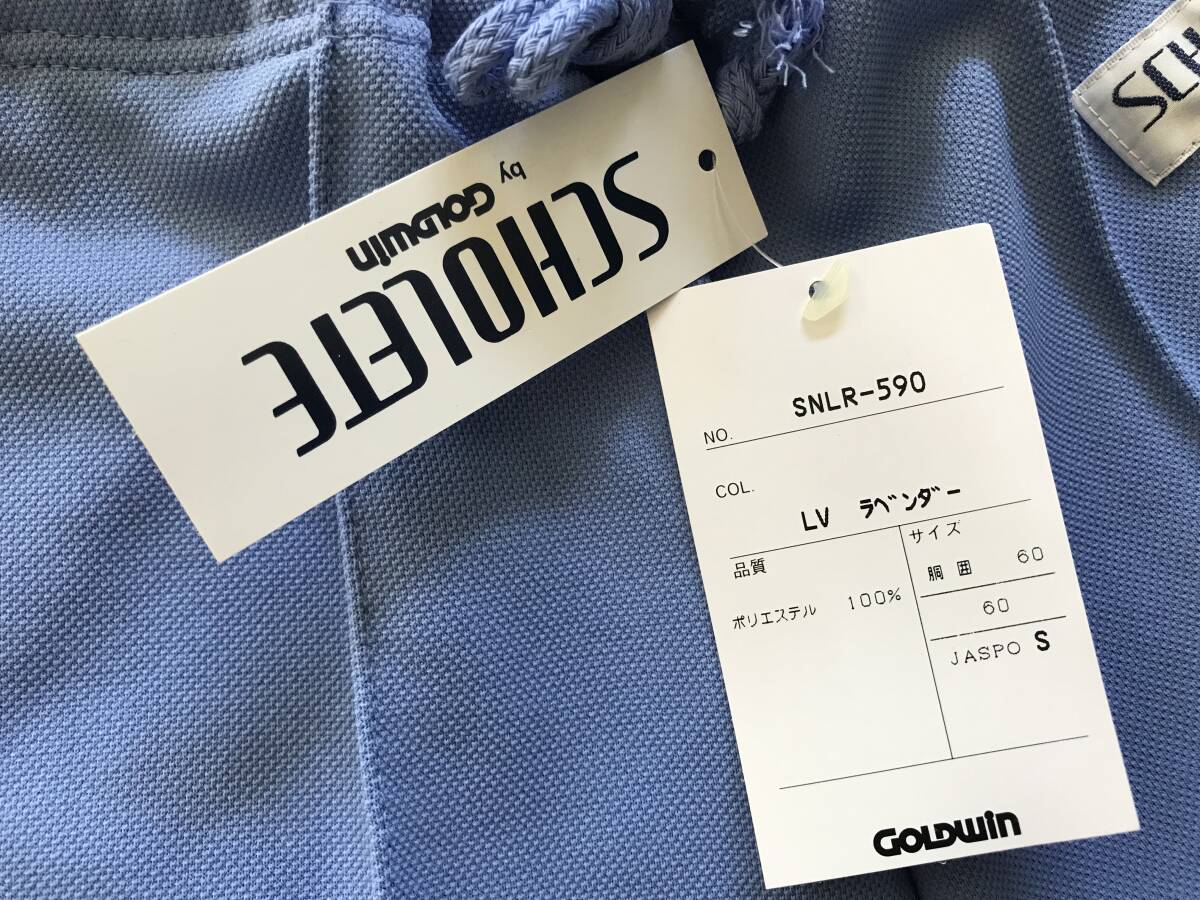 SCHOLETE
by GOLDWIN
NO. SNLR-590
COL.
LV ラベンダー
品質
ポリエステル 100%
サイズ
胴囲 60
60
JASPO S
GOLDWIN
SCH